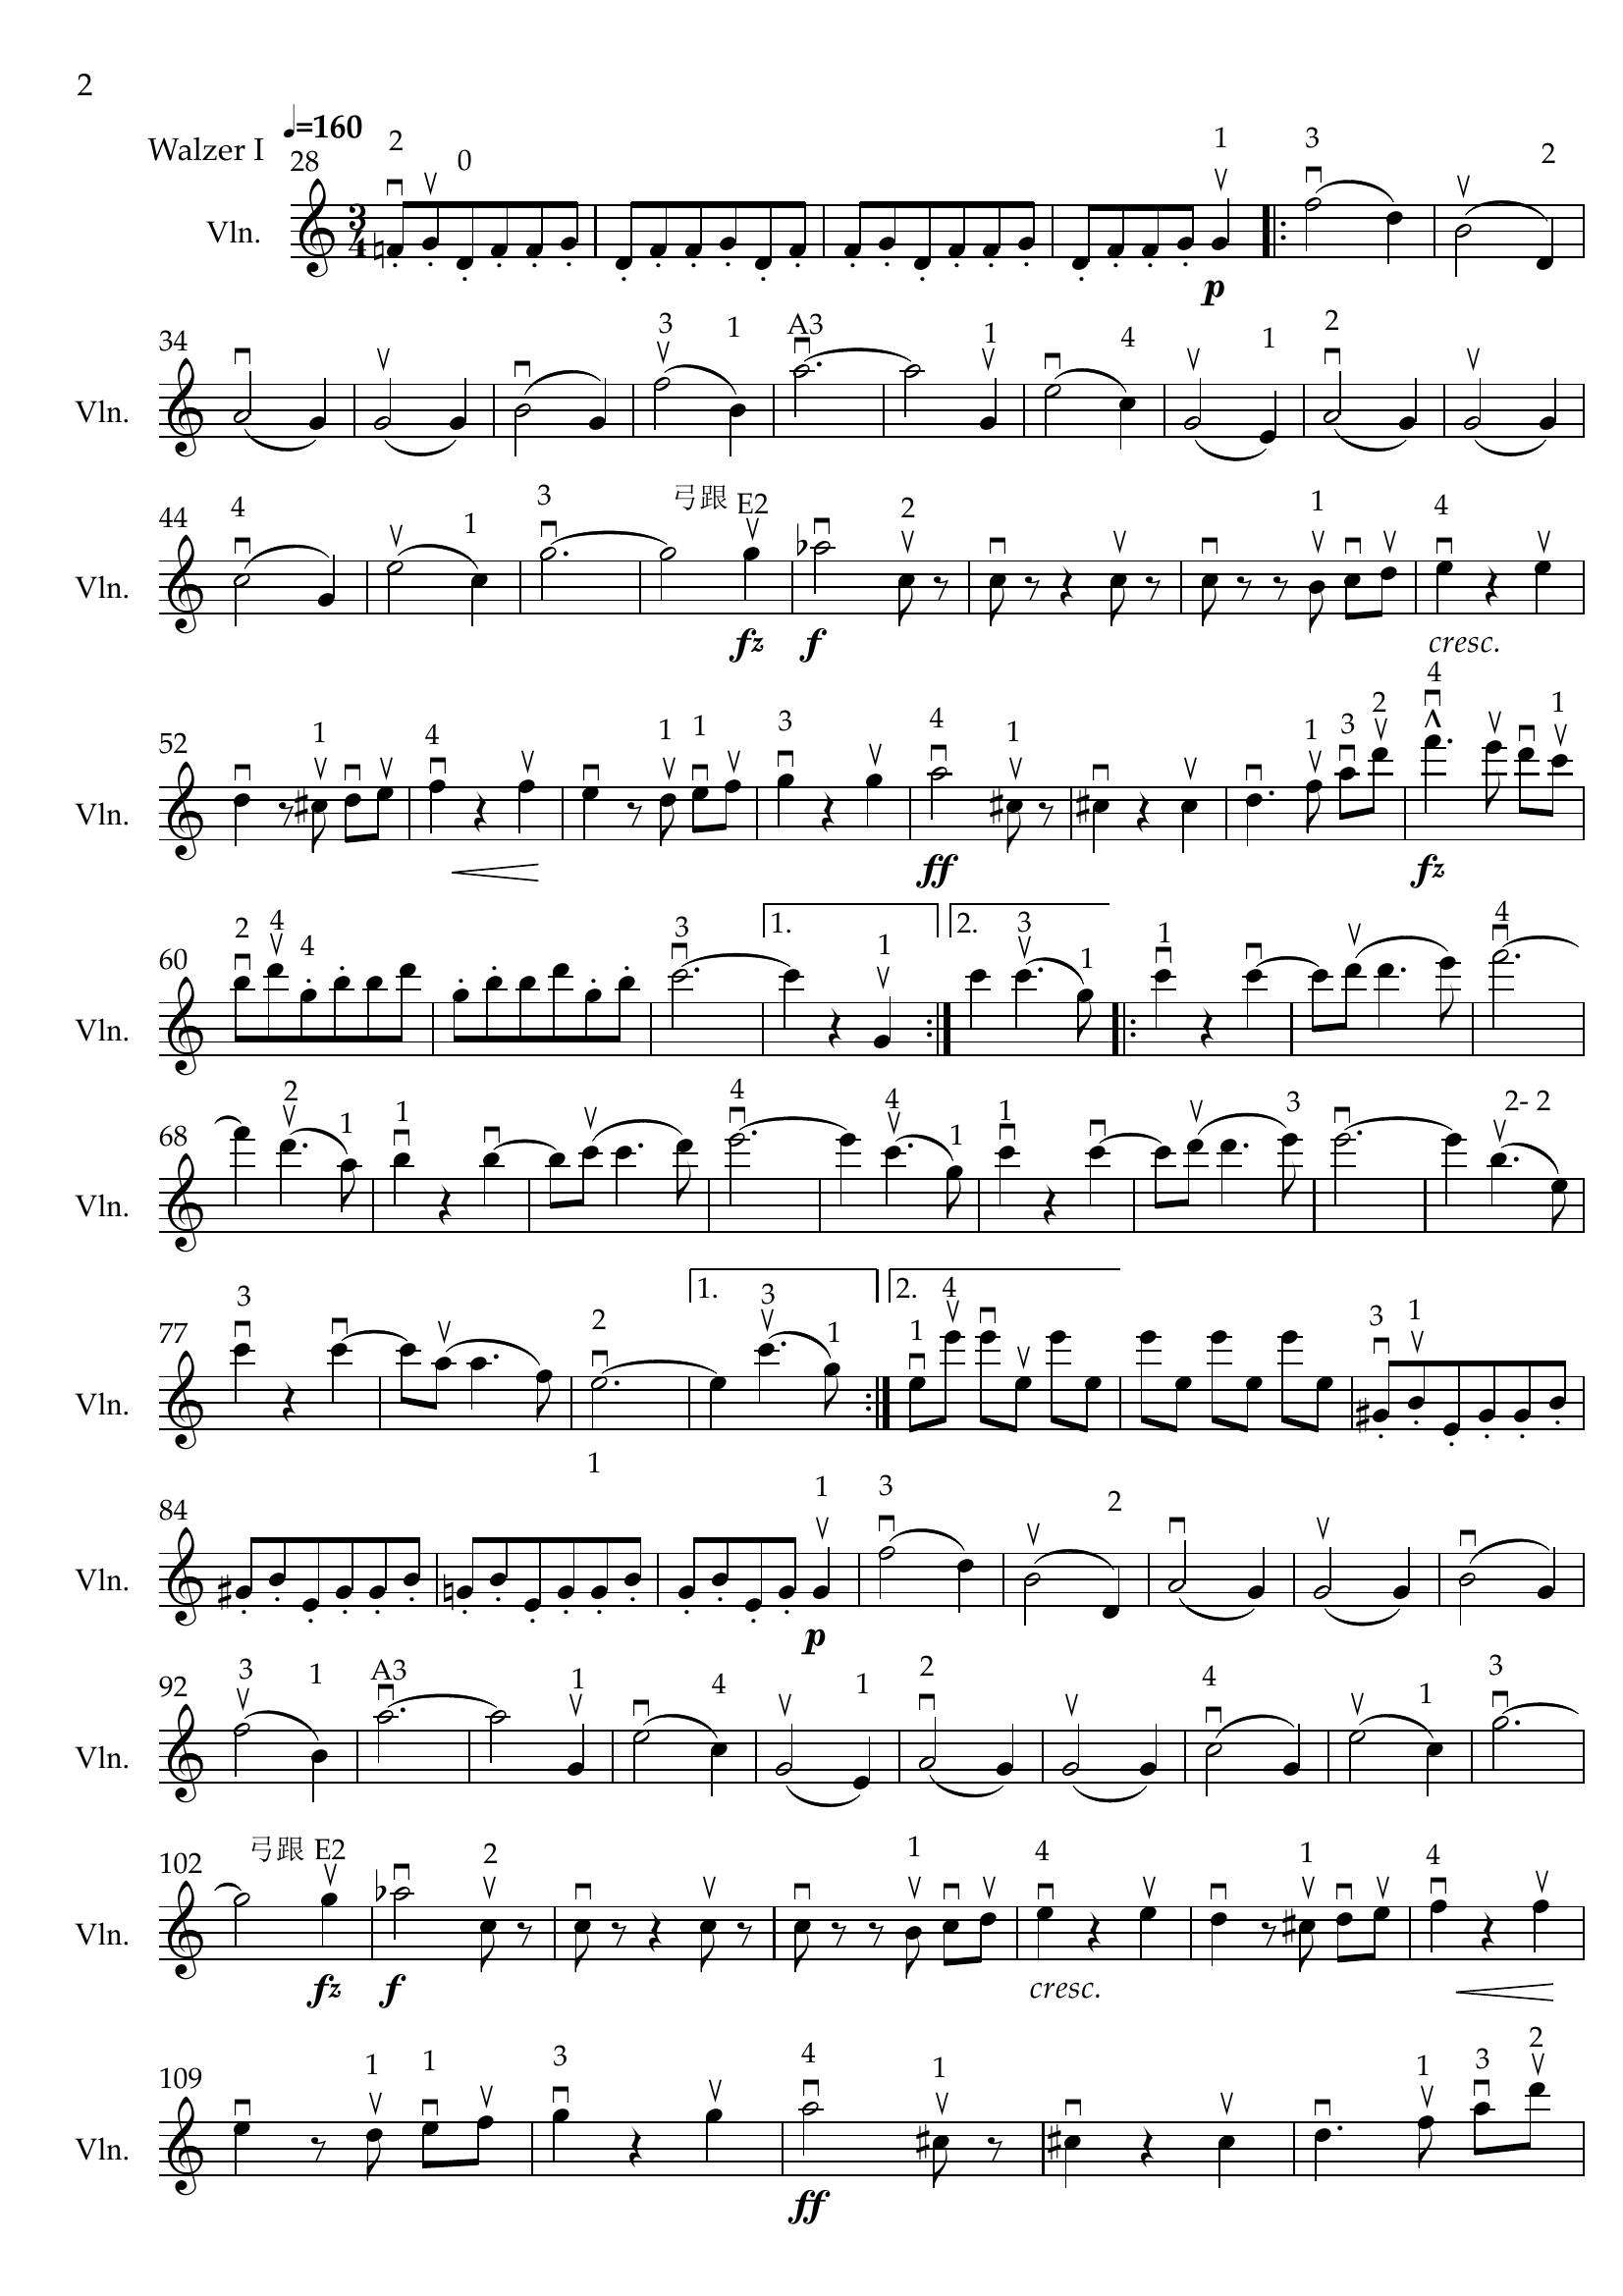 2
Walzer I ♩=160
28 2 0 1 3 2
Vln. 3/4
p
34 3 1 A3 1 4 1 2
Vln.
44 4 1 3 弓跟 E2 2 1 4
Vln.
fz f cresc.
52 1 4 1 1 3 4 1 1 3 2 4 1
Vln.
ff fz
60 2 4 4 3 1. 1 2. 3 1 1 4
Vln.
68 2 1 1 4 4 1 1 3 2- 2
Vln.
77 3 2 1. 3 1 2. 1 4 3 1
Vln.
1
84 1 3 2
Vln.
p
92 3 1 A3 1 4 1 2 4 1 3
Vln.
102 弓跟 E2 2 1 4 1 4
Vln.
fz f cresc.
109 1 1 3 4 1 1 3 2
Vln.
ff